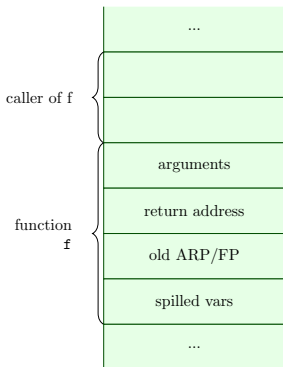 ...
caller of f
arguments
return address
function
f
old ARP/FP
spilled vars
...